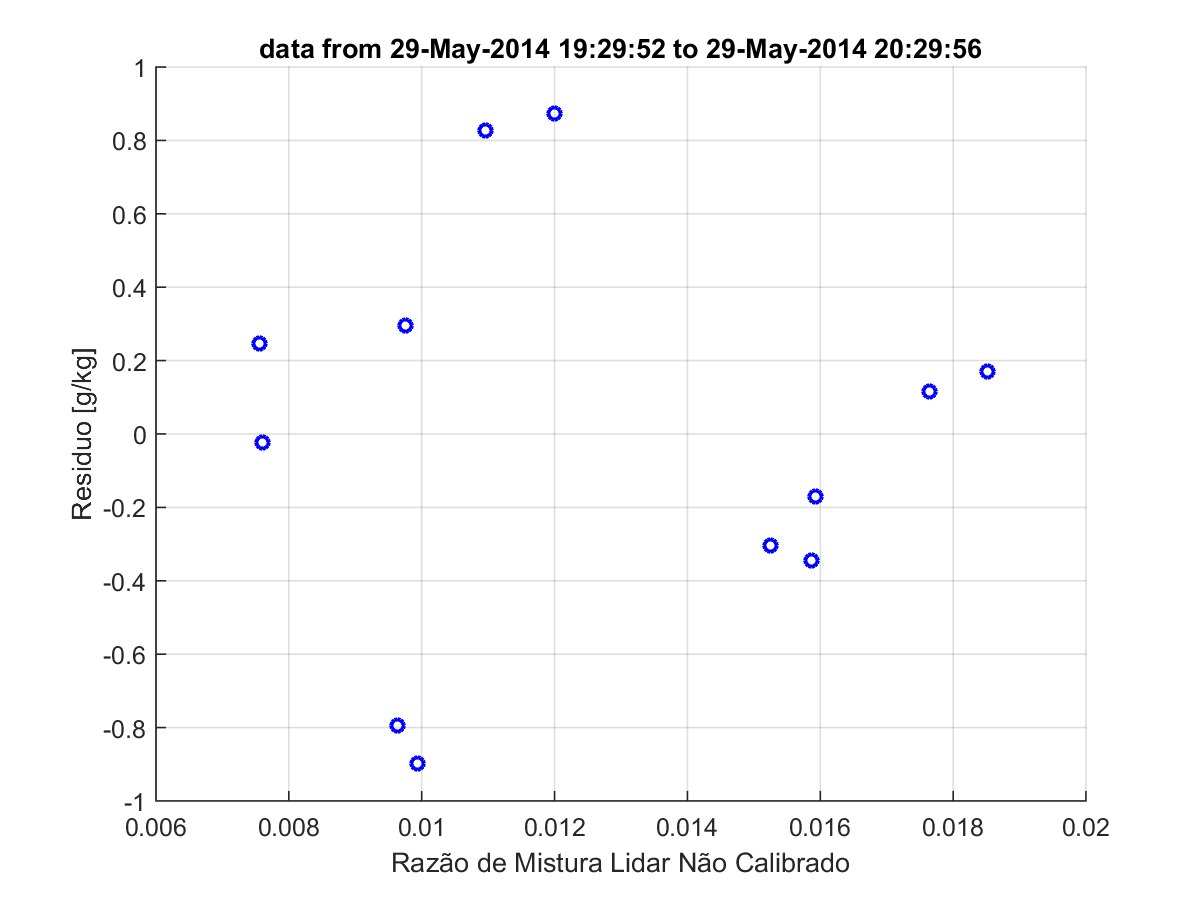 data from 29-May-2014 19:29:52 to 29-May-2014 20:29:56
1
0.8
0.6
0.4
0.2
0
-0.2
-0.4
-0.6
-0.8
-1
Residuo [g/kg]
0.006 0.008 0.01 0.012 0.014 0.016 0.018 0.02
Razão de Mistura Lidar Não Calibrado